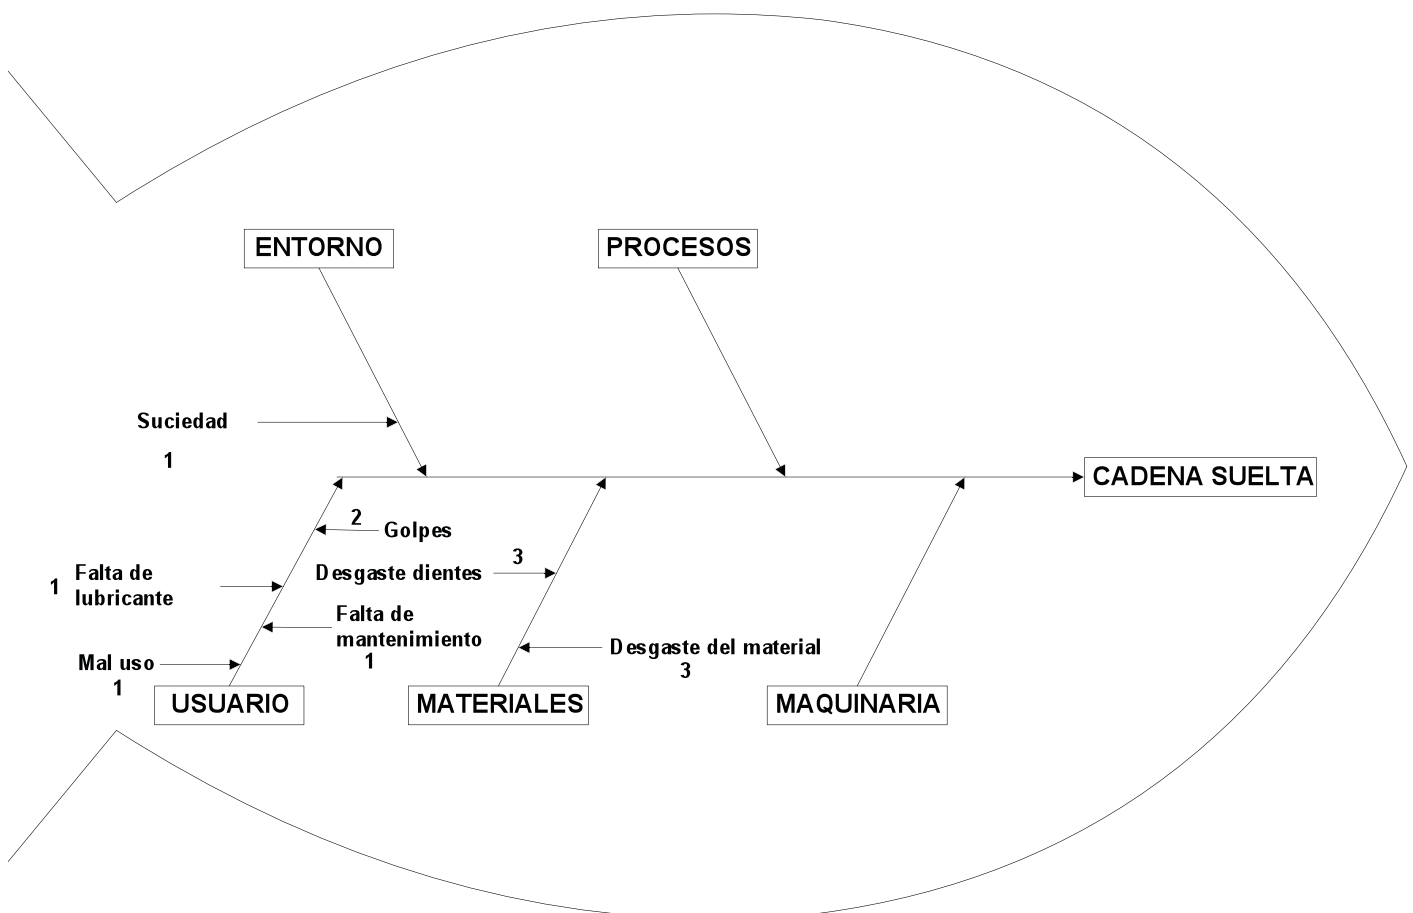 ENTORNO
PROCESOS
Suciedad
1
CADENA SUELTA
2
Golpes
3
Desgaste dientes
1
Falta de
lubricante
Falta de
mantenimiento
1
Desgaste del material
3
Mal uso
1
USUARIO
MATERIALES
MAQUINARIA